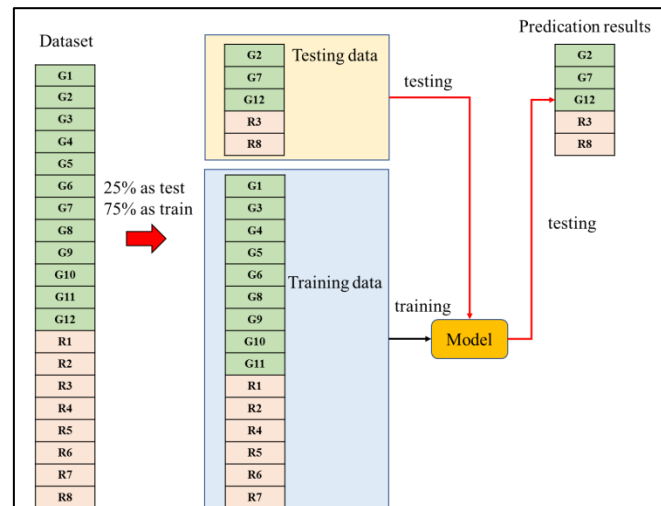 Dataset
G1
G2
G3
G4
G5
G6
G7
G8
G9
G10
G11
G12
R1
R2
R3
R4
R5
R6
R7
R8
25% as test
75% as train
Testing data
G2
G7
G12
R3
R8
Training data
G1
G3
G4
G5
G6
G8
G9
G10
G11
R1
R2
R4
R5
R6
R7
testing
training
Model
testing
Predication results
G2
G7
G12
R3
R8